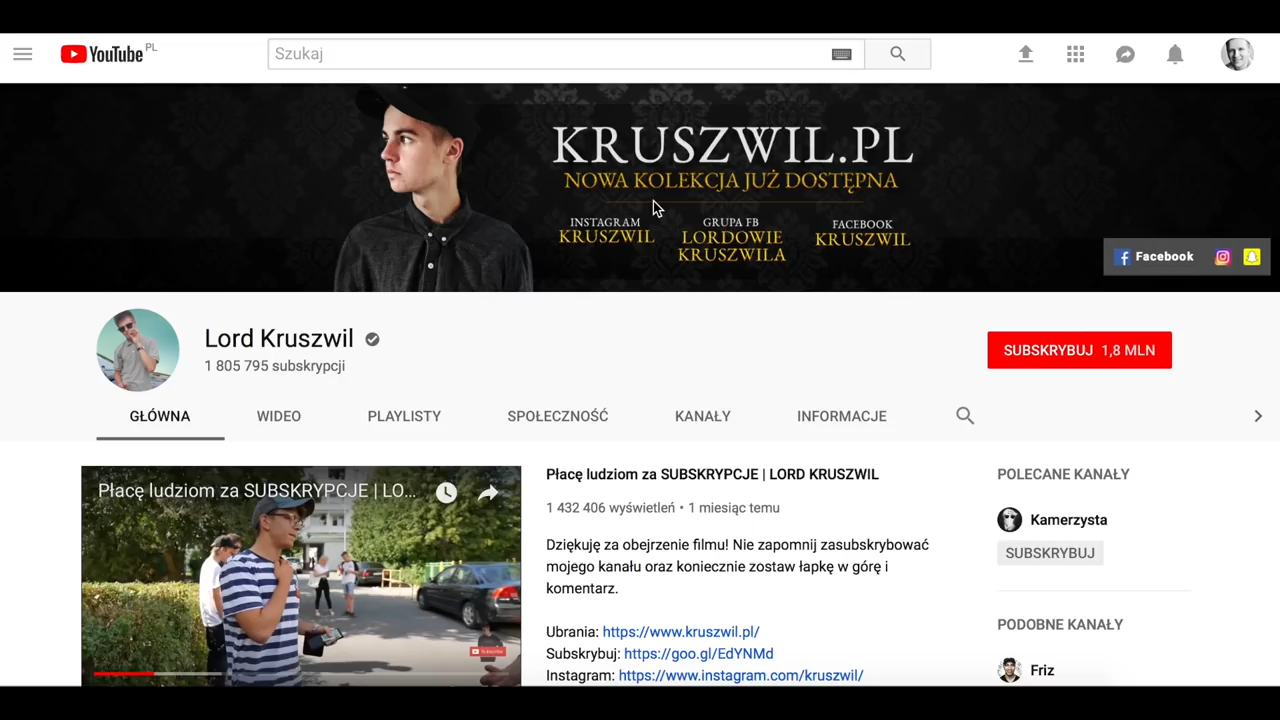 YouTube PL
Szukaj
KRUSZWIL.PL
NOWA KOLEKCJA JUŻ DOSTĘPNA
INSTAGRAM
KRUSZWIL
GRUPA FB
LORDOWIE
KRUSZWILA
FACEBOOK
KRUSZWIL
Facebook
Lord Kruszwil
1 805 795 subskrypcji
SUBSKRYBUJ 1,8 MLN
GŁÓWNA WIDEO PLAYLISTY SPOŁECZNOŚĆ KANAŁY INFORMACJE
Płacę ludziom za SUBSKRYPCJE | LO...
Subscribe
Płacę ludziom za SUBSKRYPCJE | LORD KRUSZWIL
1 432 406 wyświetleń • 1 miesiąc temu
Dziękuję za obejrzenie filmu! Nie zapomnij zasubskrybować
mojego kanału oraz koniecznie zostaw łapkę w górę i
komentarz.
Ubrania: https://www.kruszwil.pl/
Subskrybuj: https://goo.gl/EdYNMd
Instagram: https://www.instagram.com/kruszwil/
POLECANE KANAŁY
Kamerzysta
SUBSKRYBUJ
PODOBNE KANAŁY
Friz